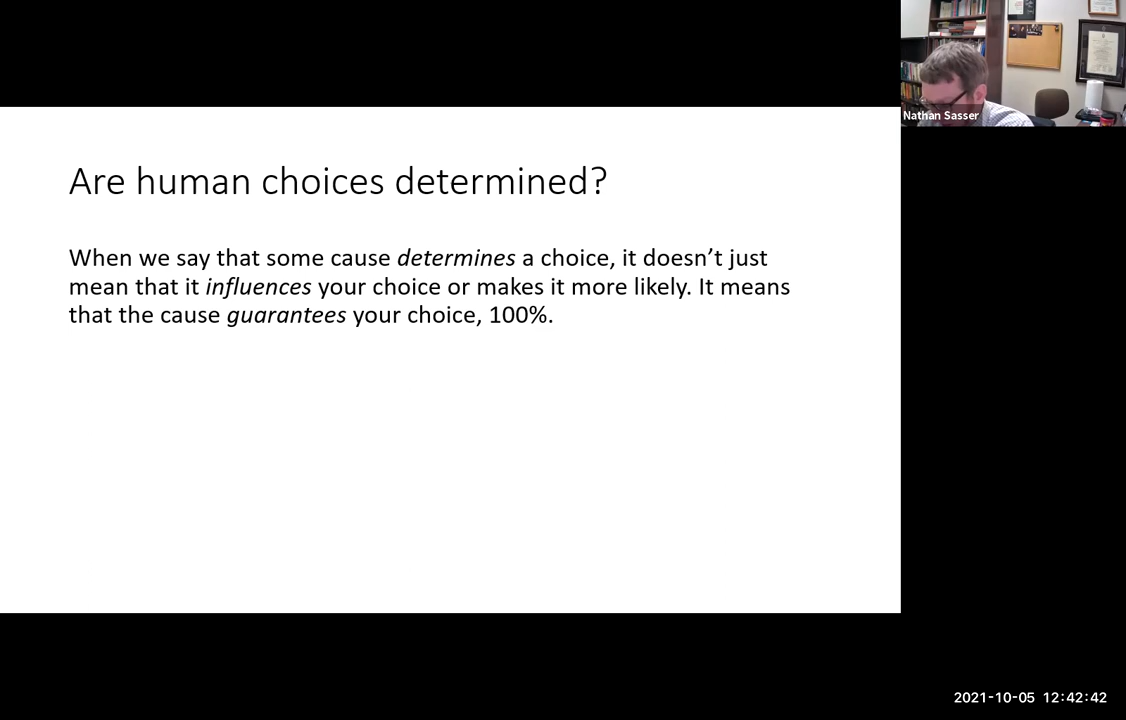 Nathan Sasser
Are human choices determined?
When we say that some cause determines a choice, it doesn’t just
mean that it influences your choice or makes it more likely. It means
that the cause guarantees your choice, 100%.
2021-10-05 12:42:42